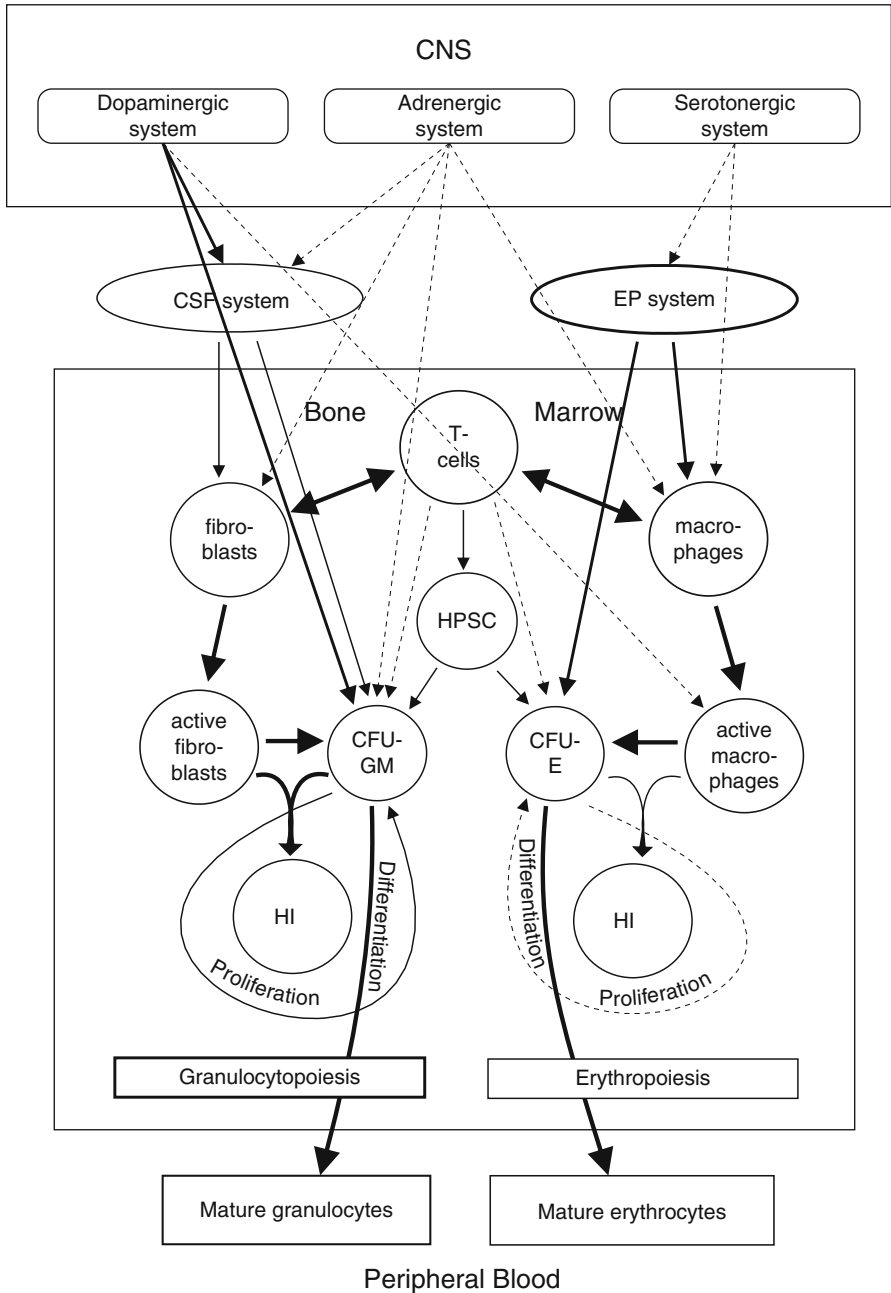 CNS
Dopaminergic
system
Adrenergic
system
Serotonergic
system
CSF system
EP system
Bone
Marrow
T-
cells
fibro-
blasts
macro-
phages
HPSC
active
fibro-
blasts
CFU-
GM
CFU-
E
active
macro-
phages
HI
Differentiation
Proliferation
Differentiation
HI
Proliferation
Granulocytopoiesis
Erythropoiesis
Mature granulocytes
Mature erythrocytes
Peripheral Blood